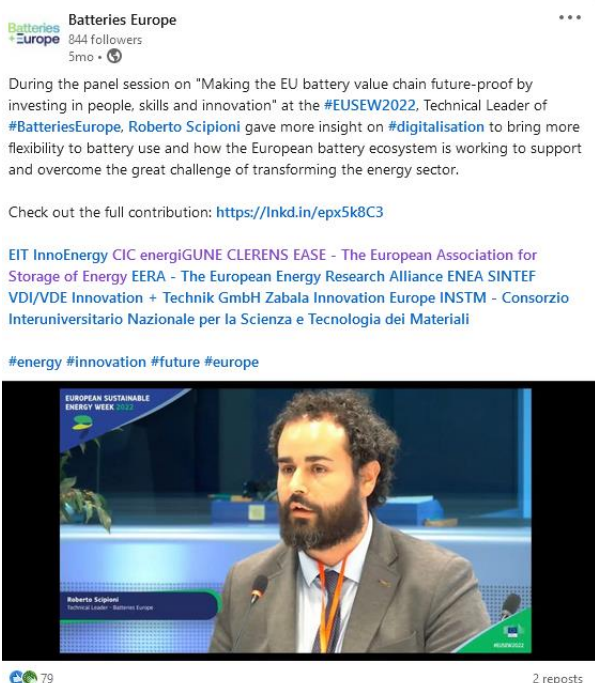 Batteries
+Europe
Batteries Europe
844 followers
5mo •
During the panel session on "Making the EU battery value chain future-proof by
investing in people, skills and innovation" at the #EUSEW2022, Technical Leader of
#BatteriesEurope, Roberto Scipioni gave more insight on #digitalisation to bring more
flexibility to battery use and how the European battery ecosystem is working to support
and overcome the great challenge of transforming the energy sector.
Check out the full contribution: https://lnkd.in/epx5k8C3
EIT InnoEnergy CIC energiGUNE CLERENS EASE - The European Association for
Storage of Energy EERA - The European Energy Research Alliance ENEA SINTEF
VDI/VDE Innovation + Technik GmbH Zabala Innovation Europe INSTM - Consorzio
Interuniversitario Nazionale per la Scienza e Tecnologia dei Materiali
#energy #innovation #future #europe
EUROPEAN SUSTAINABLE
ENERGY WEEK 2022
Roberto Scipioni
Technical Leader - Batteries Europe
#EUSEW2022
79
2 reposts